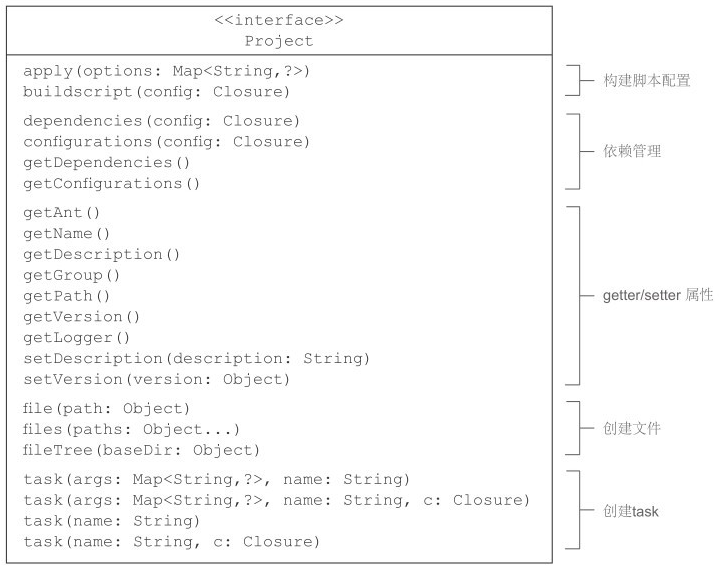 <<interface>>
Project
apply(options: Map<String,?>)
buildscript(config: Closure)
构建脚本配置
dependencies(config: Closure)
configurations(config: Closure)
getDependencies()
getConfigurations()
依赖管理
getAnt()
getName()
getDescription()
getGroup()
getPath()
getVersion()
getLogger()
setDescription(description: String)
setVersion(version: Object)
getter/setter 属性
file(path: Object)
files(paths: Object...)
fileTree(baseDir: Object)
创建文件
task(args: Map<String,?>, name: String)
task(args: Map<String,?>, name: String, c: Closure)
task(name: String)
task(name: String, c: Closure)
创建task